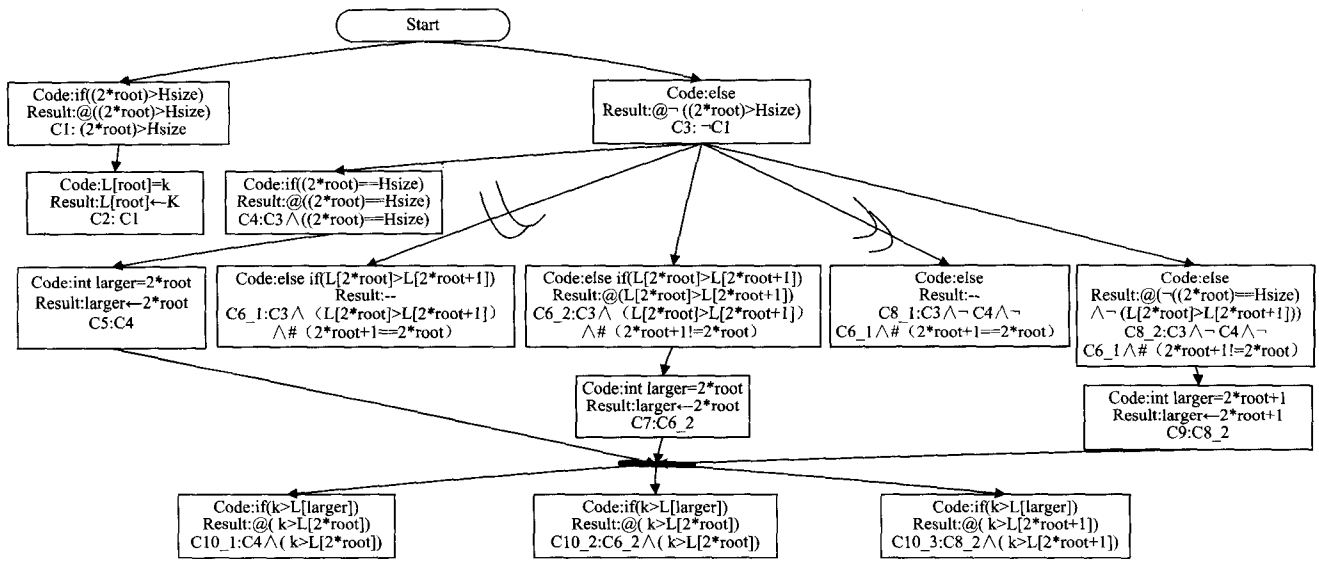 Start
Code:if((2*root)>Hsize)
Result:@((2*root)>Hsize)
C1: (2*root)>Hsize
Code:else
Result:@¬ ((2*root)>Hsize)
C3: ¬C1
Code:L[root]=k
Result:L[root]←K
C2: C1
Code:if((2*root)==Hsize)
Result:@((2*root)==Hsize)
C4:C3∧((2*root)==Hsize)
Code:int larger=2*root
Result:larger←2*root
C5:C4
Code:else if(L[2*root]>L[2*root+1])
Result:--
C6_1:C3∧（L[2*root]>L[2*root+1]）
∧#（2*root+1==2*root）
Code:else if(L[2*root]>L[2*root+1])
Result:@(L[2*root]>L[2*root+1])
C6_2:C3∧（L[2*root]>L[2*root+1]）
∧#（2*root+1!=2*root）
Code:else
Result:--
C8_1:C3∧¬ C4∧¬
C6_1∧#（2*root+1==2*root）
Code:else
Result:@(¬((2*root)==Hsize)
∧¬ (L[2*root]>L[2*root+1]))
C8_2:C3∧¬ C4∧¬
C6_1∧#（2*root+1!=2*root）
Code:int larger=2*root
Result:larger←2*root
C7:C6_2
Code:int larger=2*root+1
Result:larger←2*root+1
C9:C8_2
Code:if(k>L[larger])
Result:@( k>L[2*root])
C10_1:C4∧( k>L[2*root])
Code:if(k>L[larger])
Result:@( k>L[2*root])
C10_2:C6_2∧( k>L[2*root])
Code:if(k>L[larger])
Result:@( k>L[2*root+1])
C10_3:C8_2∧( k>L[2*root+1])